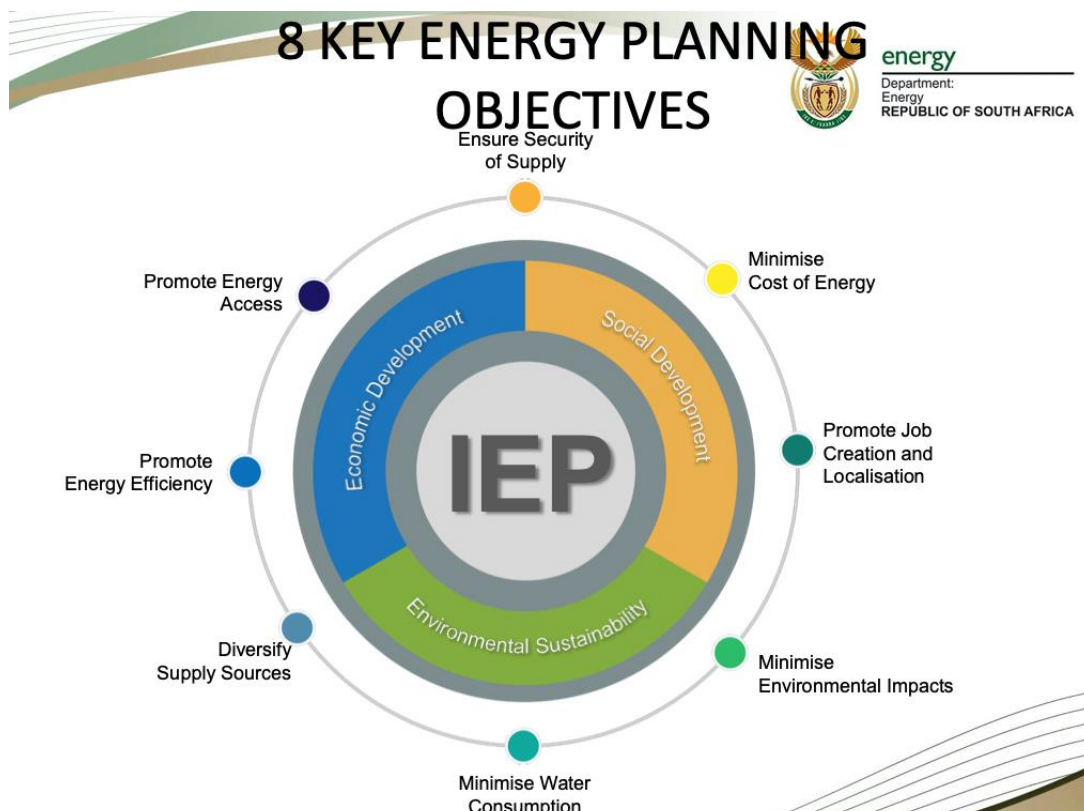 8 KEY ENERGY PLANNING
OBJECTIVES
energy
Department:
Energy
REPUBLIC OF SOUTH AFRICA
Ensure Security
of Supply
Minimise
Cost of Energy
Promote Job
Creation and
Localisation
Minimise
Environmental Impacts
Minimise Water
Consumption
Diversify
Supply Sources
Promote
Energy Efficiency
Promote Energy
Access
Economic Development
Social Development
Environmental Sustainability
IEP